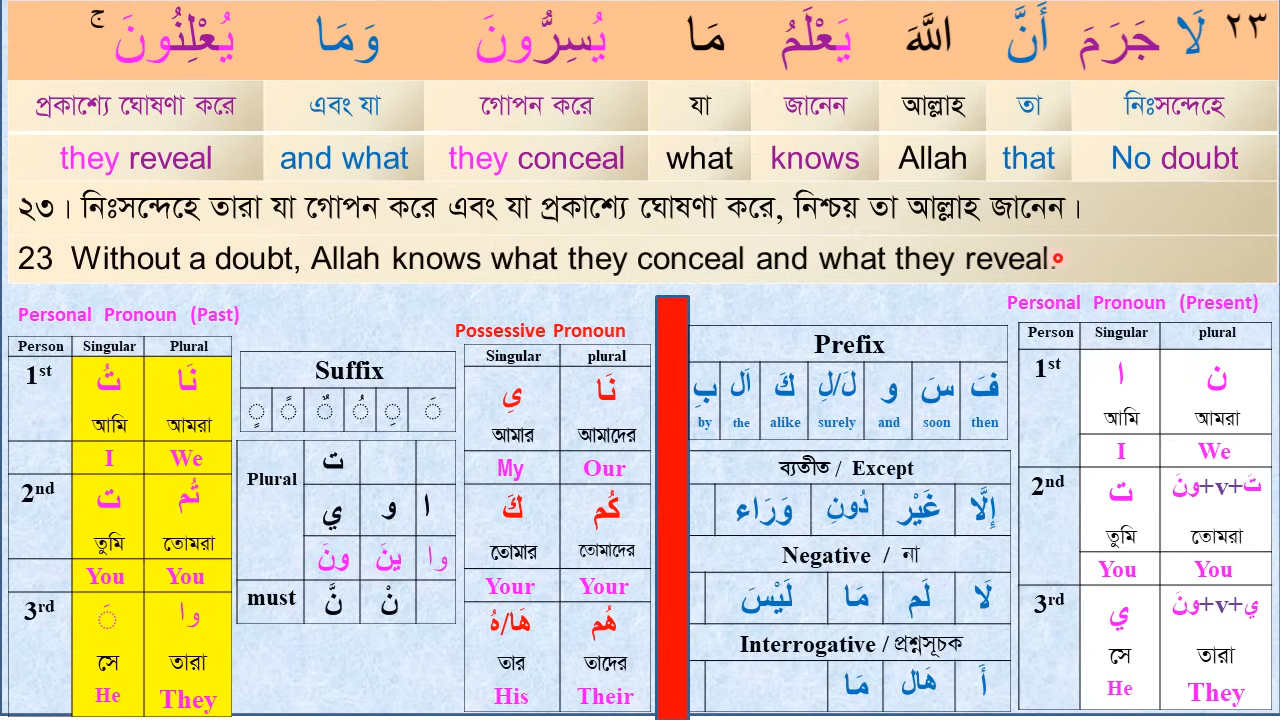 ٢٣ لَا جَرَمَ أَنَّ اللَّهَ يَعْلَمُ مَا يُسِرُّونَ وَمَا يُعْلِنُونَ ۚ
নিঃসন্দেহে তা আল্লাহ জানেন যা গোপন করে এবং যা প্রকাশ্যে ঘোষণা করে
they reveal and what they conceal what knows Allah that No doubt
২৩। নিঃসন্দেহে তারা যা গোপন করে এবং যা প্রকাশ্যে ঘোষণা করে, নিশ্চয় তা আল্লাহ জানেন।
23 Without a doubt, Allah knows what they conceal and what they reveal.
Personal Pronoun (Past)
Person Singular Plural
1st تُ نَا
আমি আমরা
I We
2nd ت تُم
তুমি তোমরা
You You
3rd َ وا
সে তারা
He They
Suffix
ٍ ً ٌ ُ ِ َ
Plural ت
ي و ا
ونَ ينَ وا
must نَّ نْ
Possessive Pronoun
Singular plural
يِ نَا
আমার আমাদের
My Our
كَ كُم
তোমার তোমাদের
Your Your
هَا/هُ هُم
তার তাদের
His Their
Prefix
بِ اَل كَ لَ/لِ و سَ فَ
by the alike surely and soon then
ব্যতীত / Except
وَرَاء دُونِ غَيْر إِلَّا
Negative / না
لَيْسَ مَا لَم لَا
Interrogative / প্রশ্নসূচক
مَا هَال أَ
Personal Pronoun (Present)
Person Singular plural
1st ا ن
আমি আমরা
I We
2nd ت تَ+v+ونَ
তুমি তোমরা
You You
3rd ي ي+v+ونَ
সে তারা
He They